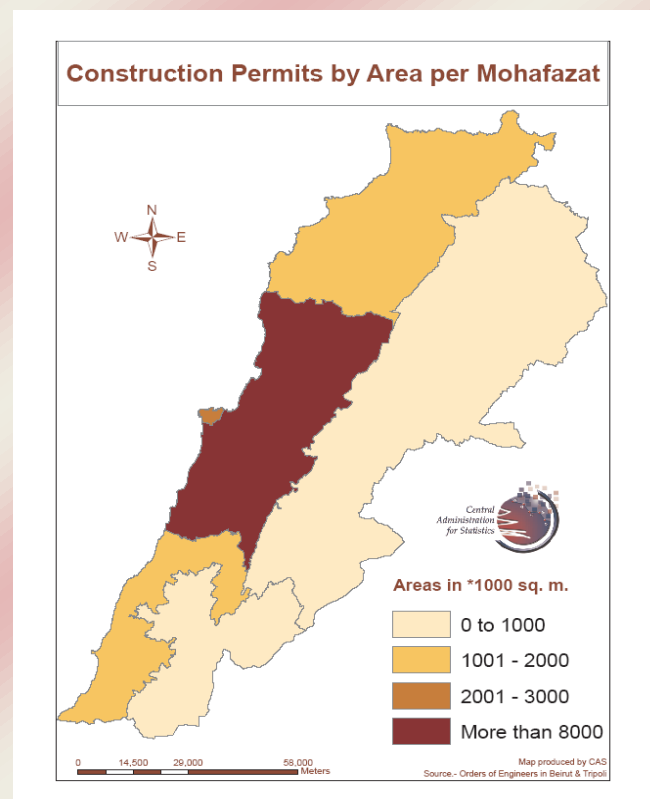 Construction Permits by Area per Mohafazat
N
W E
S
Central
Administration
for Statistics
Areas in *1000 sq. m.
0 to 1000
1001 - 2000
2001 - 3000
More than 8000
0 14,500 29,000 58,000
Meters
Map produced by CAS
Source.- Orders of Engineers in Beirut & Tripoli